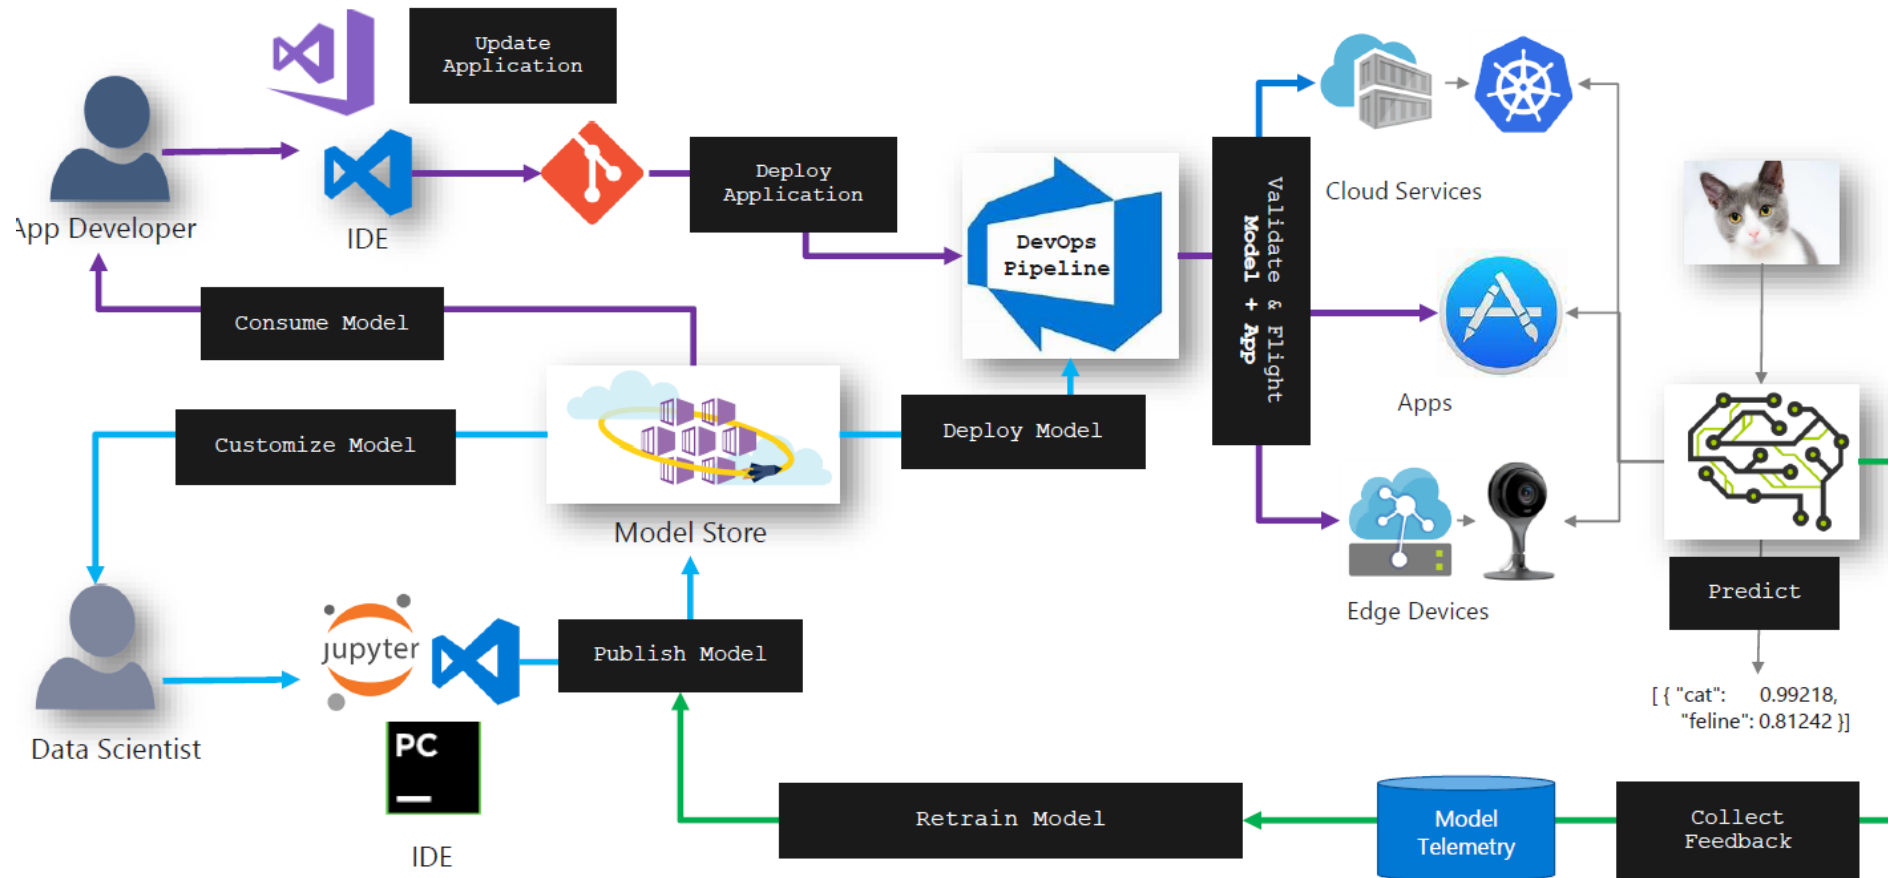 Update
Application
App Developer
IDE
Deploy
Application
DevOps
Pipeline
Validate & Flight
Model + App
Cloud Services
Consume Model
Customize Model
Model Store
Deploy Model
Apps
Edge Devices
Predict
[ { "cat": 0.99218,
"feline": 0.81242 }]
jupyter
Publish Model
Data Scientist
PC
IDE
Retrain Model
Model
Telemetry
Collect
Feedback